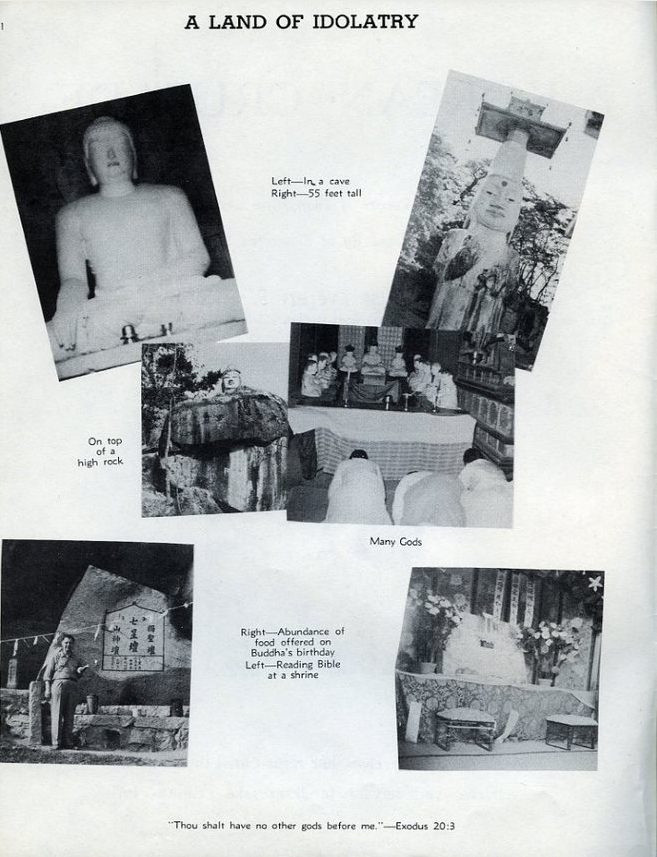 A LAND OF IDOLATRY
Left—In a cave
Right—55 feet tall
On top
of a
high rock
Many Gods
獨聖壇
七星壇
山神壇
Right—Abundance of
food offered on
Buddha's birthday
Left—Reading Bible
at a shrine
"Thou shalt have no other gods before me."—Exodus 20:3